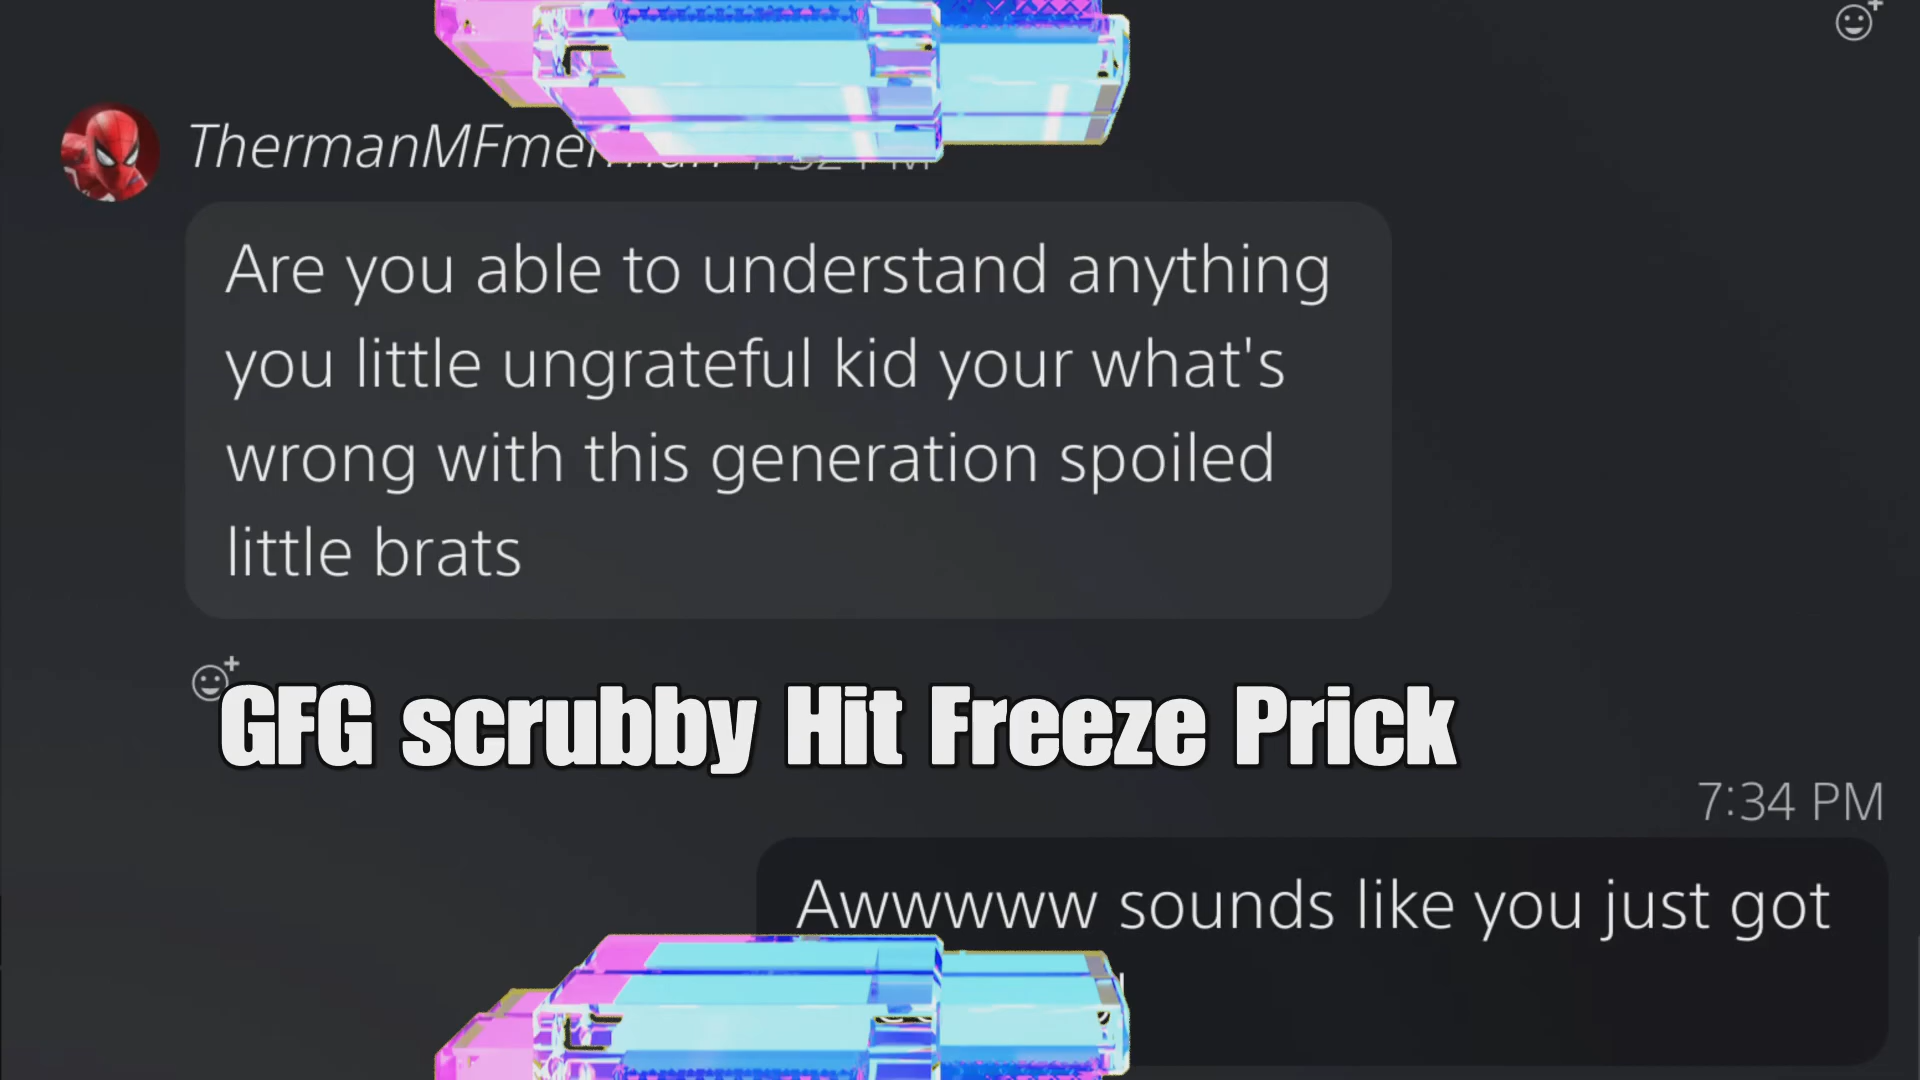 Are you able to understand anything
you little ungrateful kid your what's
wrong with this generation spoiled
little brats
GFG scrubby Hit Freeze Prick
7:34 PM
Awwwww sounds like you just got